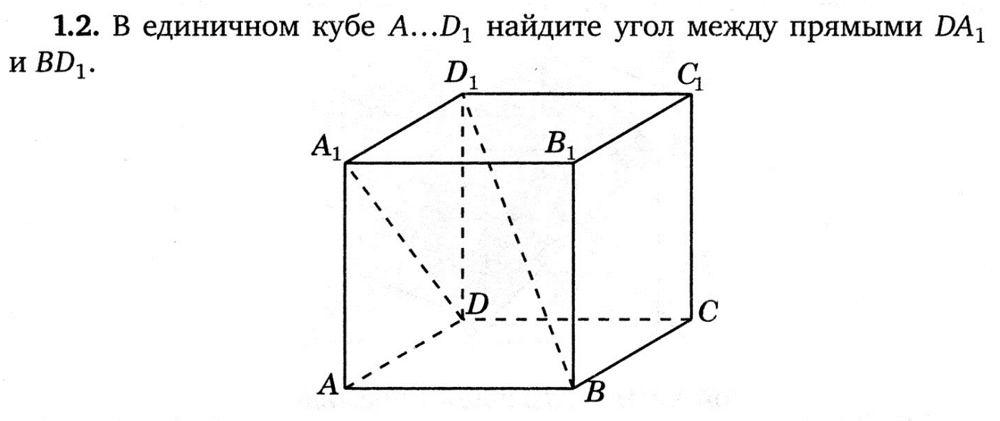 1.2. В единичном кубе A...D₁ найдите угол между прямыми DA₁
и BD₁.
D₁
C₁
A₁
B₁
D
C
A
B